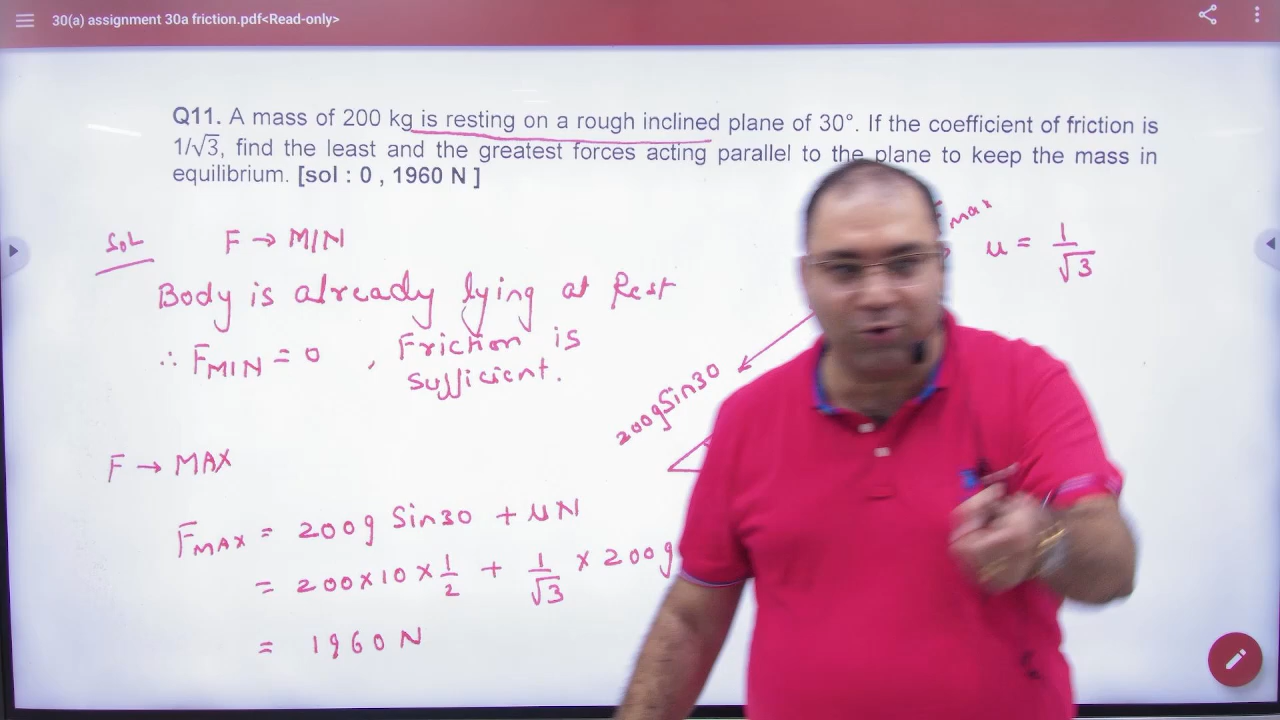 30(a) assignment 30a friction.pdf<Read-only>
Q11. A mass of 200 kg is resting on a rough inclined plane of 30°. If the coefficient of friction is
1/√3, find the least and the greatest forces acting parallel to the plane to keep the mass in
equilibrium. [sol : 0 , 1960 N ]
Sol
F → MIN
max
u = 1/√3
Body is already lying at Rest
∴ FMIN = 0 , Friction is
sufficient.
200gSin30
F → MAX
FMAX = 200g Sin30 + uN
= 200×10×1/2 + 1/√3 × 200g
= 1960 N